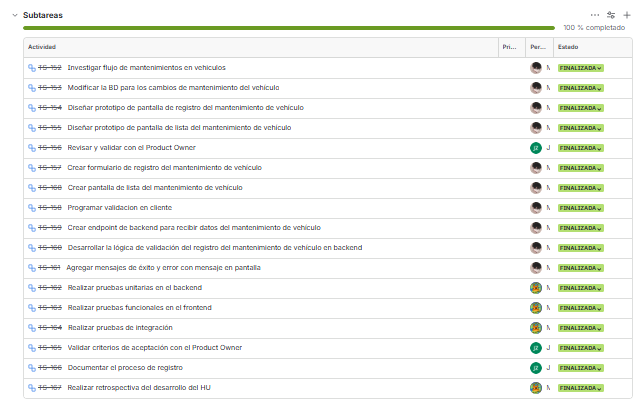 Subtareas
100 % completado
Actividad Pri... Per... Estado
TS-152 Investigar flujo de mantenimientos en vehículos N FINALIZADA
TS-153 Modificar la BD para los cambios de mantenimiento del vehículo N FINALIZADA
TS-154 Diseñar prototipo de pantalla de registro del mantenimiento de vehículo N FINALIZADA
TS-155 Diseñar prototipo de pantalla de lista del mantenimiento de vehículo N FINALIZADA
TS-156 Revisar y validar con el Product Owner J FINALIZADA
TS-157 Crear formulario de registro del mantenimiento de vehículo N FINALIZADA
Crear pantalla de lista del mantenimiento de vehículo N FINALIZADA
TS-158 Programar validacion en cliente N FINALIZADA
TS-159 Crear endpoint de backend para recibir datos del mantenimiento de vehículo N FINALIZADA
TS-160 Desarrollar la lógica de validación del registro del mantenimiento de vehículo en backend N FINALIZADA
TS-161 Agregar mensajes de éxito y error con mensaje en pantalla N FINALIZADA
TS-162 Realizar pruebas unitarias en el backend N FINALIZADA
TS-163 Realizar pruebas funcionales en el frontend N FINALIZADA
TS-164 Realizar pruebas de integración N FINALIZADA
TS-165 Validar criterios de aceptación con el Product Owner J FINALIZADA
TS-166 Documentar el proceso de registro J FINALIZADA
TS-167 Realizar retrospectiva del desarrollo del HU N FINALIZADA